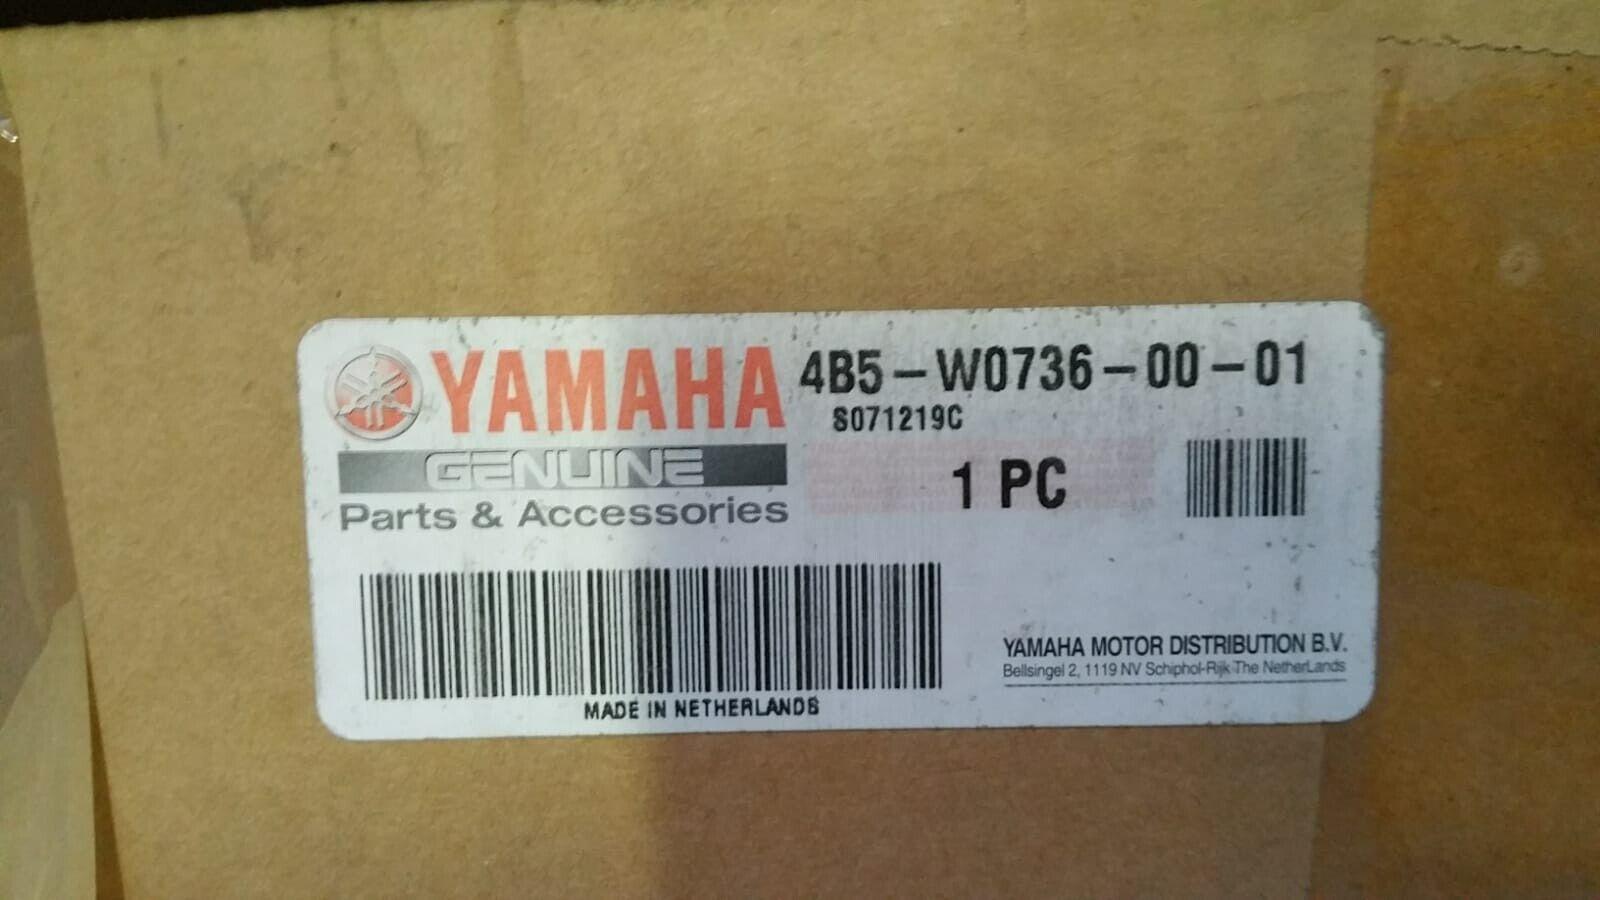 YAMAHA
GENUINE
Parts & Accessories
4B5-W0736-00-01
S071219C
1 PC
MADE IN NETHERLANDS
YAMAHA MOTOR DISTRIBUTION B.V.
Bellsingel 2, 1119 NV Schiphol-Rijk The NetherLands